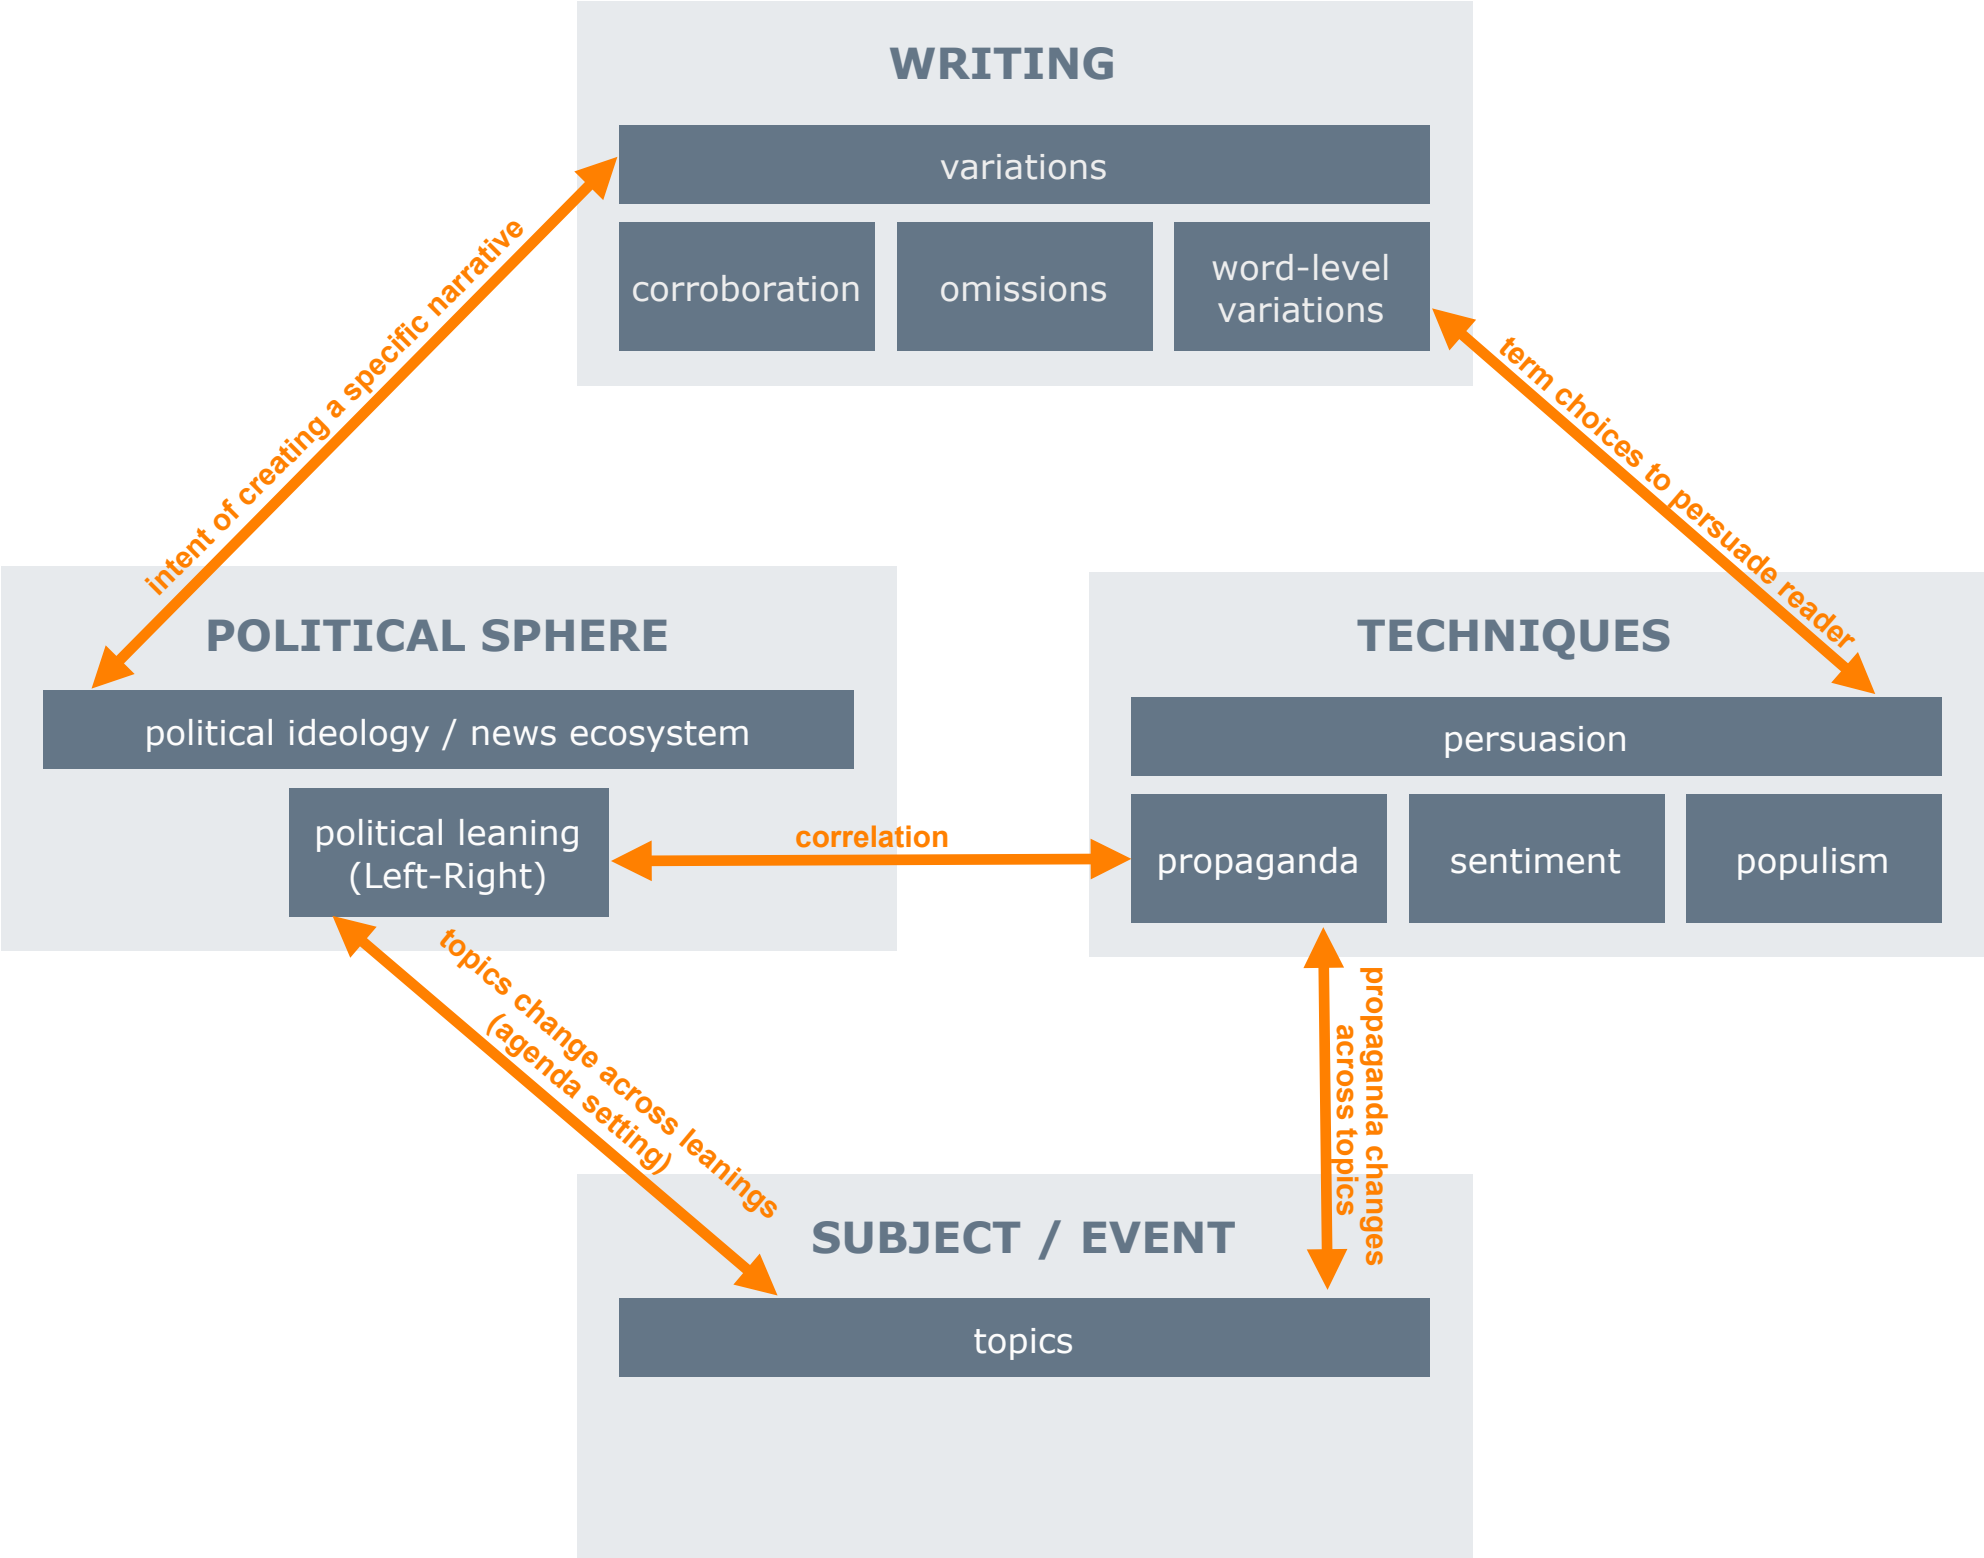 WRITING
variations
corroboration
omissions
word-level
variations
intent of creating a specific narrative
term choices to persuade reader
POLITICAL SPHERE
political ideology / news ecosystem
political leaning
(Left-Right)
correlation
TECHNIQUES
persuasion
propaganda
sentiment
populism
topics change across leanings
(agenda setting)
propaganda changes
across topics
SUBJECT / EVENT
topics